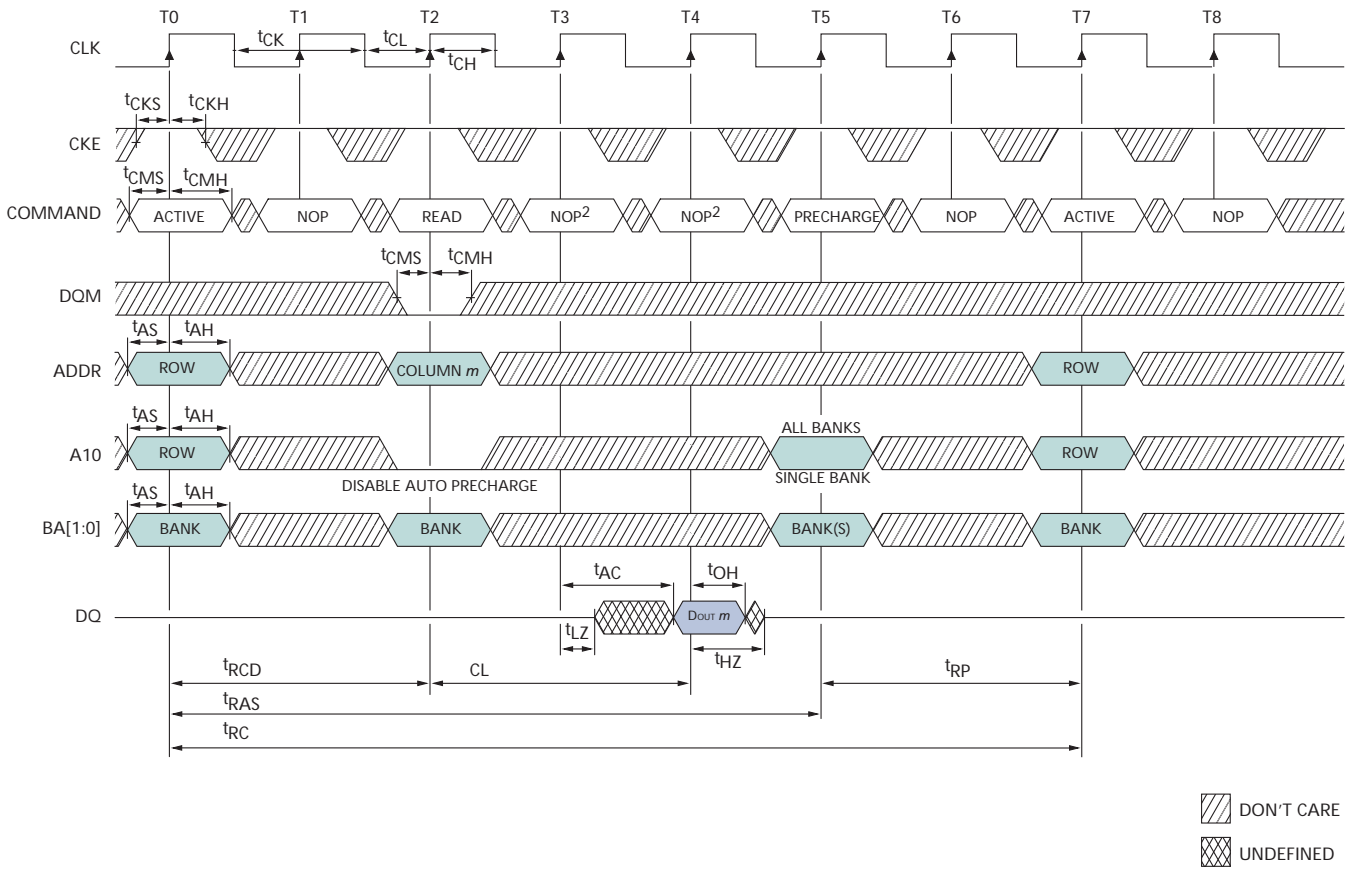 T0 T1 T2 T3 T4 T5 T6 T7 T8
CLK
tCK tCL
tCH
tCKS tCKH
CKE
tCMS tCMH
COMMAND ACTIVE NOP READ NOP2 NOP2 PRECHARGE NOP ACTIVE NOP
tCMS tCMH
DQM
tAS tAH
ADDR ROW COLUMN m ROW
tAS tAH
ALL BANKS
A10 ROW ROW
DISABLE AUTO PRECHARGE
SINGLE BANK
tAS tAH
BA[1:0] BANK BANK BANK(S) BANK
tAC tOH
DQ DOUT m
tLZ
tHZ
tRCD CL tRP
tRAS
tRC
DON'T CARE
UNDEFINED